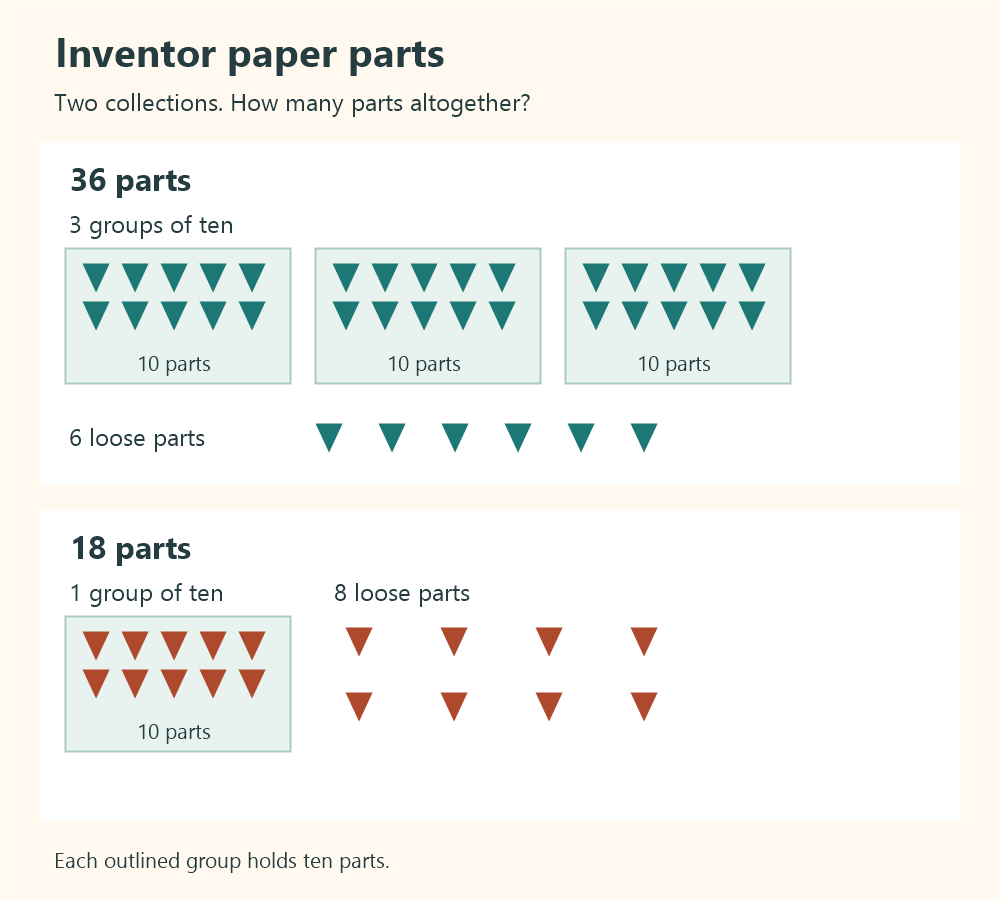 Inventor paper parts
Two collections. How many parts altogether?
36 parts
3 groups of ten
10 parts
10 parts
10 parts
6 loose parts
18 parts
1 group of ten
8 loose parts
10 parts
Each outlined group holds ten parts.